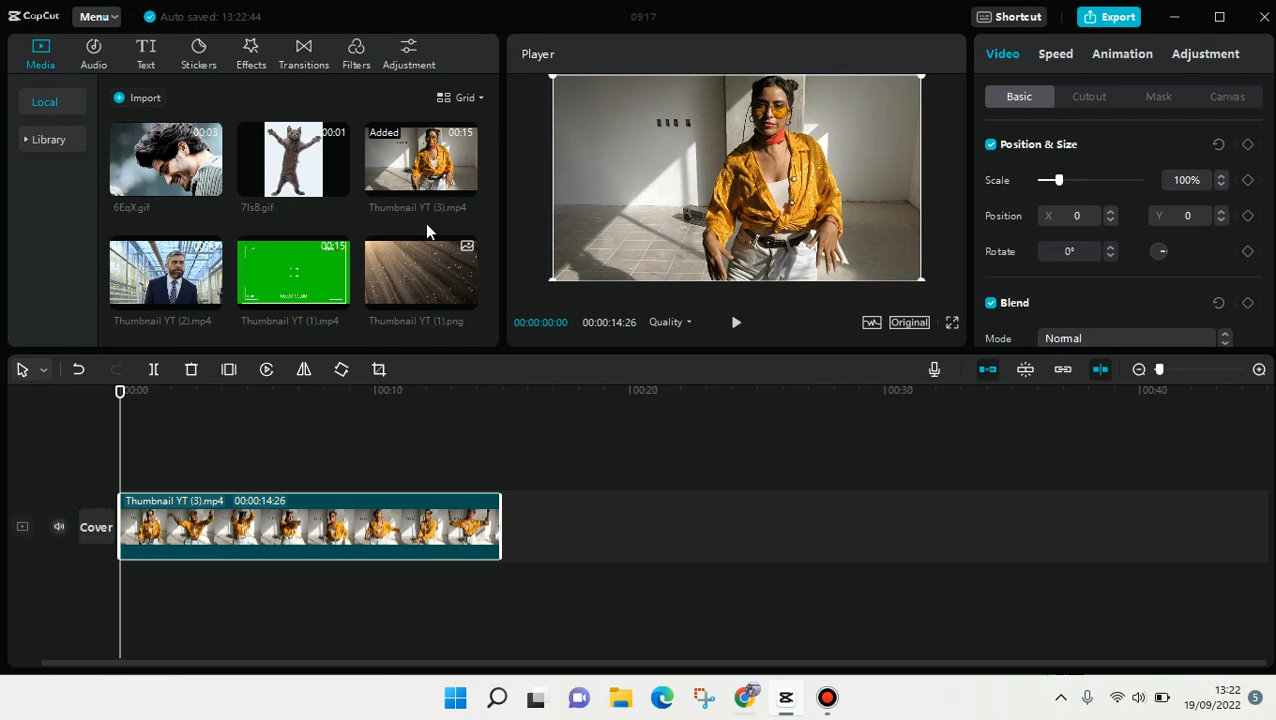 CapCut Menu Auto saved: 13:22:44 0917 Shortcut Export
Media Audio Text Stickers Effects Transitions Filters Adjustment
Local
Library
Import Grid
00:03 00:01 Added 00:15
6EqX.gif 7IsB.gif Thumbnail YT (3).mp4
00:15
Thumbnail YT (2).mp4 Thumbnail YT (1).mp4 Thumbnail YT (1).png
Player
00:00:00:00 00:00:14:26 Quality Original
Video Speed Animation Adjustment
Basic Cutout Mask Canvas
Position & Size
Scale 100%
Position X 0 Y 0
Rotate 0°
Blend
Mode Normal
00:00 00:10 00:20 00:30 00:40
Thumbnail YT (3).mp4 00:00:14:26
Cover
13:22
19/09/2022 5